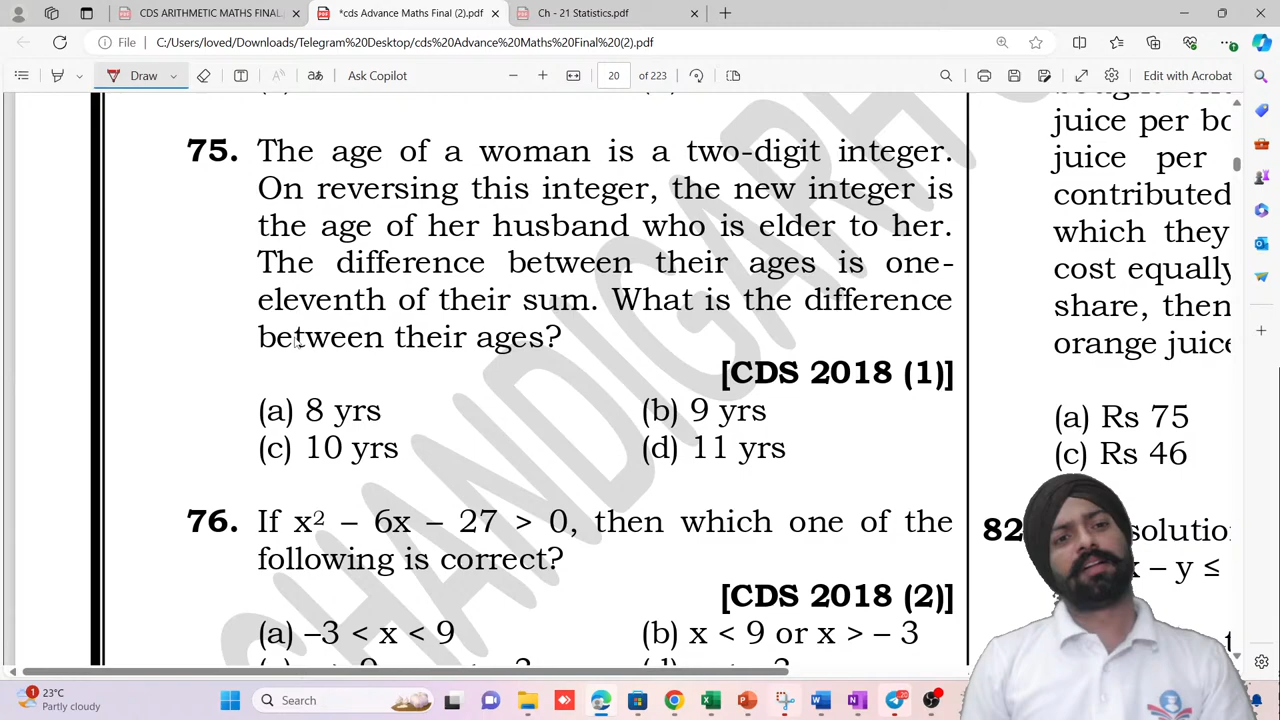 CDS ARITHMETIC MATHS FINAL.
*cds Advance Maths Final (2).pdf
Ch - 21 Statistics.pdf
File
C:/Users/loved/Downloads/Telegram%20Desktop/cds%20Advance%20Maths%20Final%20(2).pdf
Draw
Ask Copilot
20 of 223
Edit with Acrobat
75. The age of a woman is a two-digit integer.
On reversing this integer, the new integer is
the age of her husband who is elder to her.
The difference between their ages is one-
eleventh of their sum. What is the difference
between their ages?
[CDS 2018 (1)]
(a) 8 yrs (b) 9 yrs
(c) 10 yrs (d) 11 yrs
76. If x² – 6x – 27 > 0, then which one of the
following is correct?
[CDS 2018 (2)]
(a) –3 < x < 9 (b) x < 9 or x > – 3
juice per bo
juice per
contributed
which they
cost equally
share, then
orange juice
(a) Rs 75
(c) Rs 46
82
solutio
x – y ≤
CHANDIGARH
1
23°C
Partly cloudy
Search